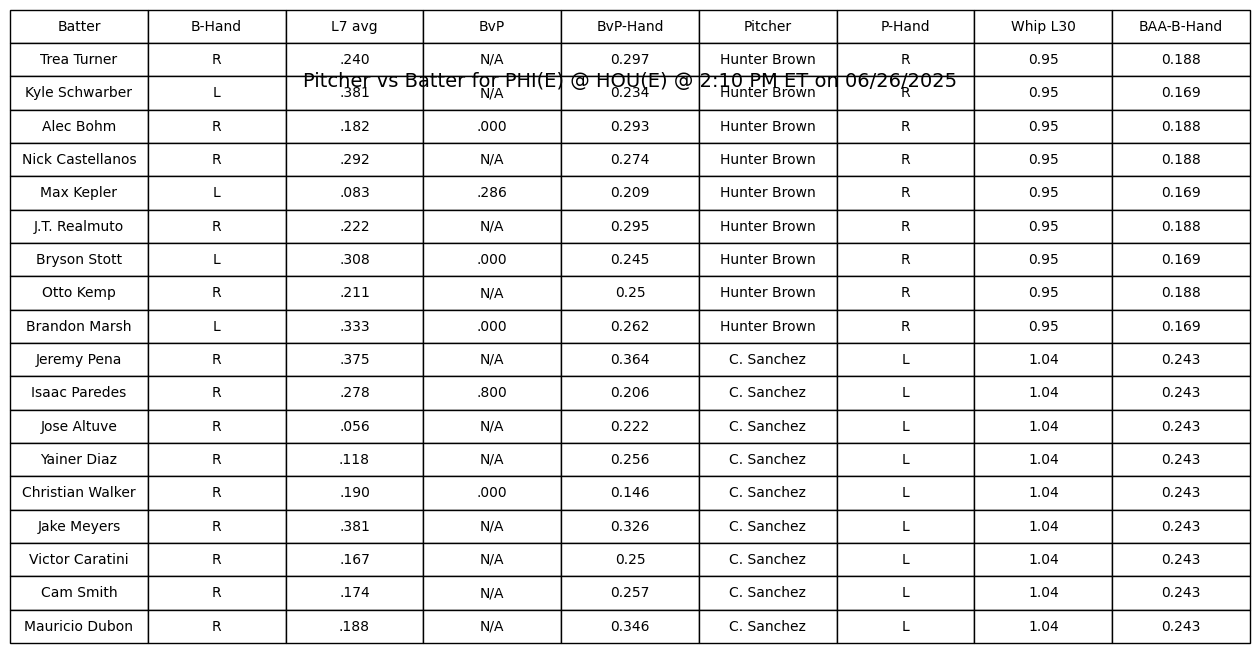 Batter B-Hand L7 avg BvP BvP-Hand Pitcher P-Hand Whip L30 BAA-B-Hand
Trea Turner R .240 N/A 0.297 Hunter Brown R 0.95 0.188
Pitcher vs Batter for PHI(E) @ HOU(E) @ 2:10 PM ET on 06/26/2025
Kyle Schwarber L .381 N/A 0.234 Hunter Brown R 0.95 0.169
Alec Bohm R .182 .000 0.293 Hunter Brown R 0.95 0.188
Nick Castellanos R .292 N/A 0.274 Hunter Brown R 0.95 0.188
Max Kepler L .083 .286 0.209 Hunter Brown R 0.95 0.169
J.T. Realmuto R .222 N/A 0.295 Hunter Brown R 0.95 0.188
Bryson Stott L .308 .000 0.245 Hunter Brown R 0.95 0.169
Otto Kemp R .211 N/A 0.25 Hunter Brown R 0.95 0.188
Brandon Marsh L .333 .000 0.262 Hunter Brown R 0.95 0.169
Jeremy Pena R .375 N/A 0.364 C. Sanchez L 1.04 0.243
Isaac Paredes R .278 .800 0.206 C. Sanchez L 1.04 0.243
Jose Altuve R .056 N/A 0.222 C. Sanchez L 1.04 0.243
Yainer Diaz R .118 N/A 0.256 C. Sanchez L 1.04 0.243
Christian Walker R .190 .000 0.146 C. Sanchez L 1.04 0.243
Jake Meyers R .381 N/A 0.326 C. Sanchez L 1.04 0.243
Victor Caratini R .167 N/A 0.25 C. Sanchez L 1.04 0.243
Cam Smith R .174 N/A 0.257 C. Sanchez L 1.04 0.243
Mauricio Dubon R .188 N/A 0.346 C. Sanchez L 1.04 0.243